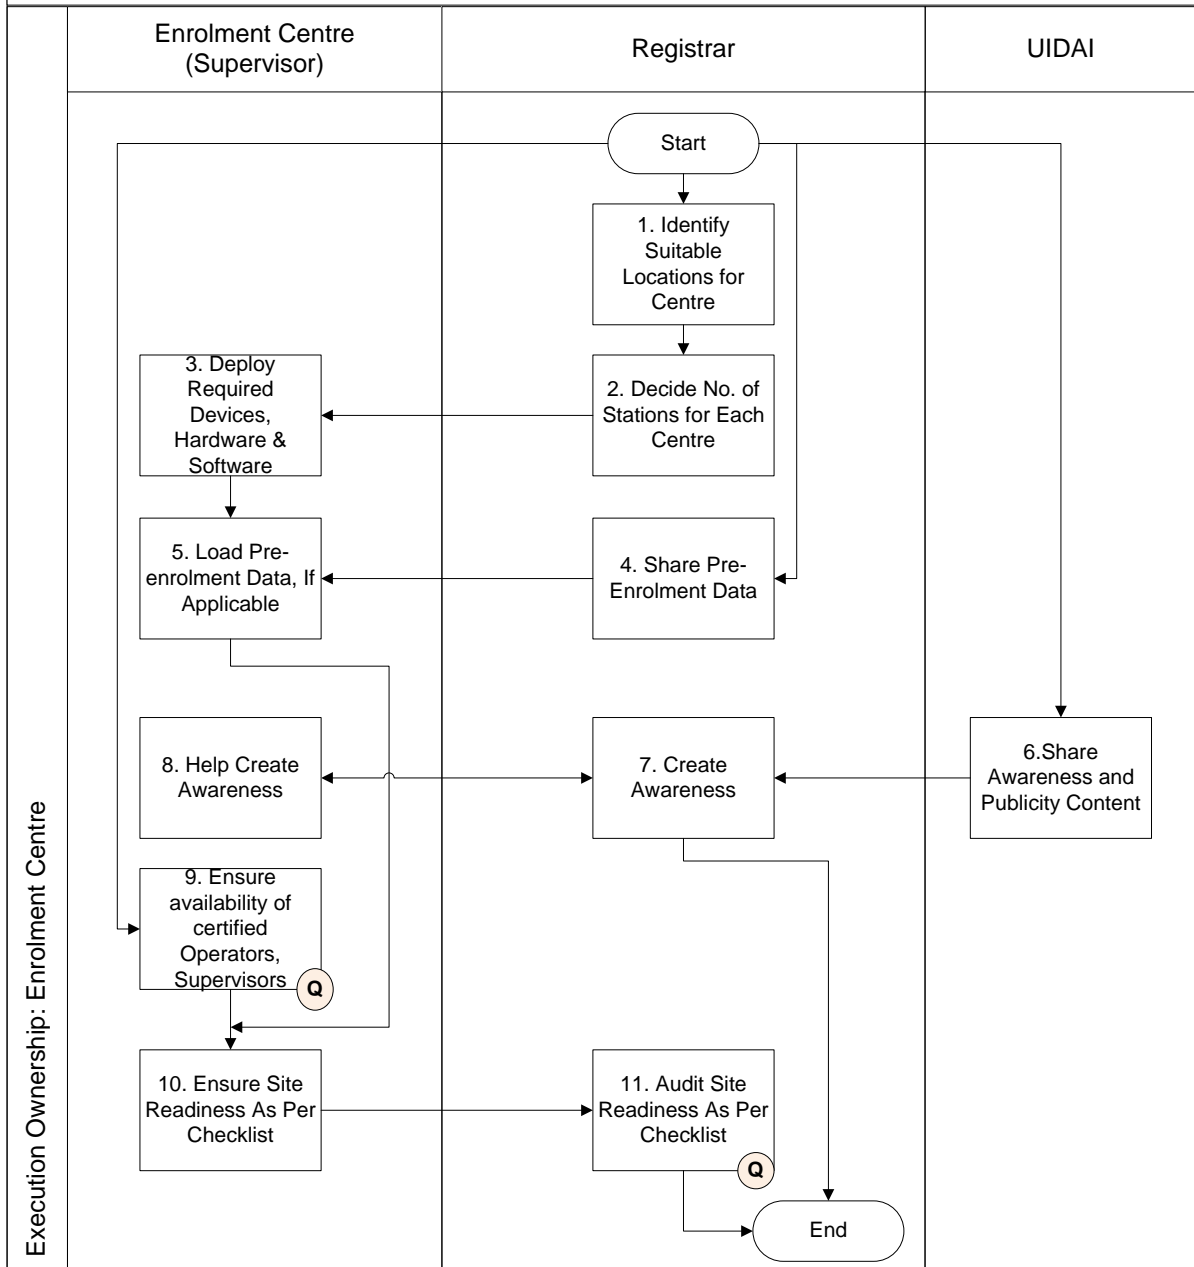 Enrolment Centre
(Supervisor)
Registrar
UIDAI
Start
1. Identify
Suitable
Locations for
Centre
3. Deploy
Required
Devices,
Hardware &
Software
2. Decide No. of
Stations for Each
Centre
5. Load Pre-
enrolment Data, If
Applicable
4. Share Pre-
Enrolment Data
8. Help Create
Awareness
7. Create
Awareness
6.Share
Awareness and
Publicity Content
9. Ensure
availability of
certified
Operators,
Supervisors
Q
10. Ensure Site
Readiness As Per
Checklist
11. Audit Site
Readiness As Per
Checklist
Q
End
Execution Ownership: Enrolment Centre